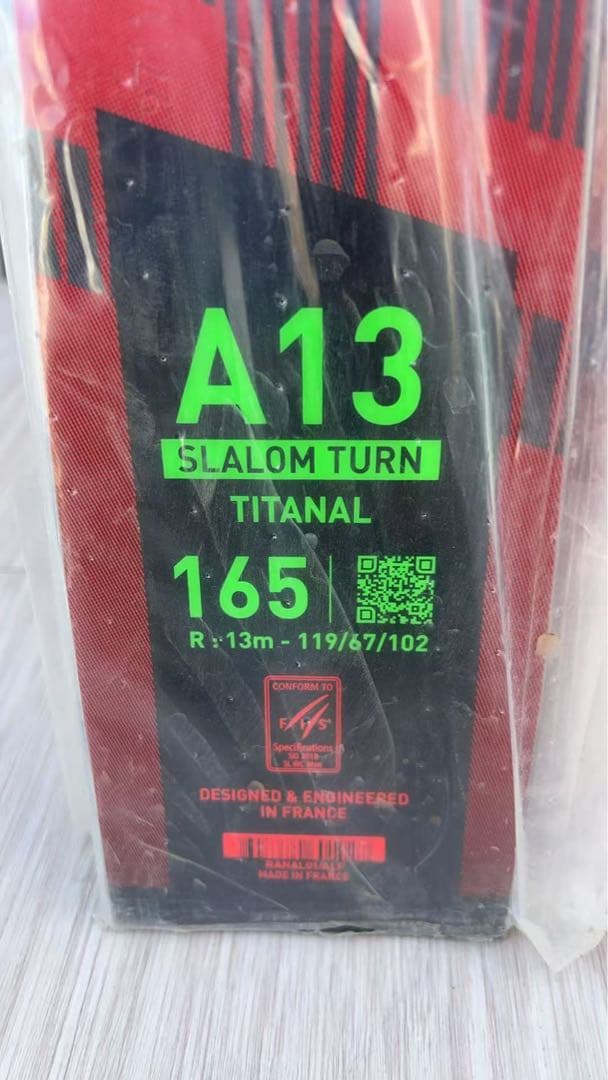 A13
SLALOM TURN
TITANAL
165
R : 13m - 119/67/102
CONFORM TO
F I S
Specifications
DESIGNED & ENGINEERED
IN FRANCE
MADE IN FRANCE